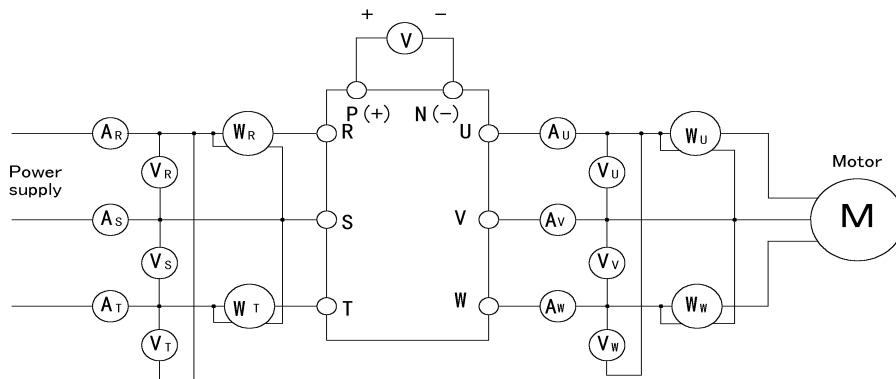 + −
V
P(+) N(−)
AR WR R U AU WU
Power supply
VR VU
Motor
AS S V AV M
VS VV
AT WT T W AW WW
VT VW